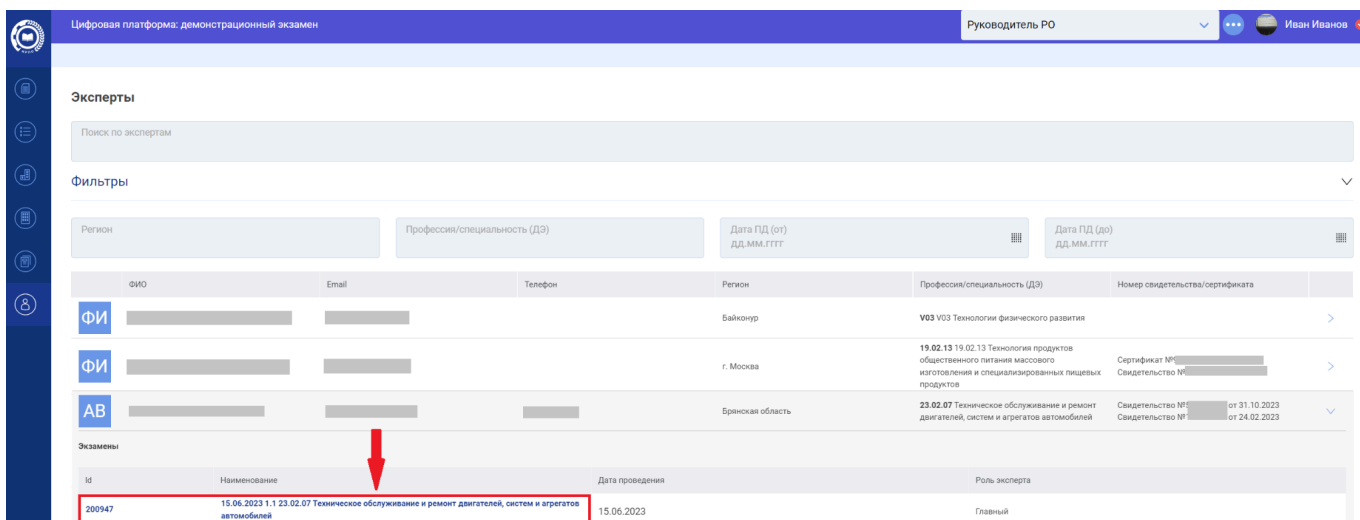 Цифровая платформа: демонстрационный экзамен
Руководитель РО
Иван Иванов
Эксперты
Поиск по экспертам
Фильтры
Регион
Профессия/специальность (ДЭ)
Дата ПД (от)
дд.мм.гггг
Дата ПД (до)
дд.мм.гггг
ФИО Email Телефон Регион Профессия/специальность (ДЭ) Номер свидетельства/сертификата
ФИ Байконур V03 V03 Технологии физического развития
19.02.13 19.02.13 Технология продуктов
общественного питания массового
изготовления и специализированных пищевых
продуктов
ФИ г. Москва
Сертификат №
Свидетельство №
АВ Брянская область
23.02.07 Техническое обслуживание и ремонт
двигателей, систем и агрегатов автомобилей
Свидетельство № от 31.10.2023
Свидетельство № от 24.02.2023
Экзамены
Id Наименование Дата проведения Роль эксперта
200947
15.06.2023 1.1 23.02.07 Техническое обслуживание и ремонт двигателей, систем и агрегатов
автомобилей
15.06.2023
Главный